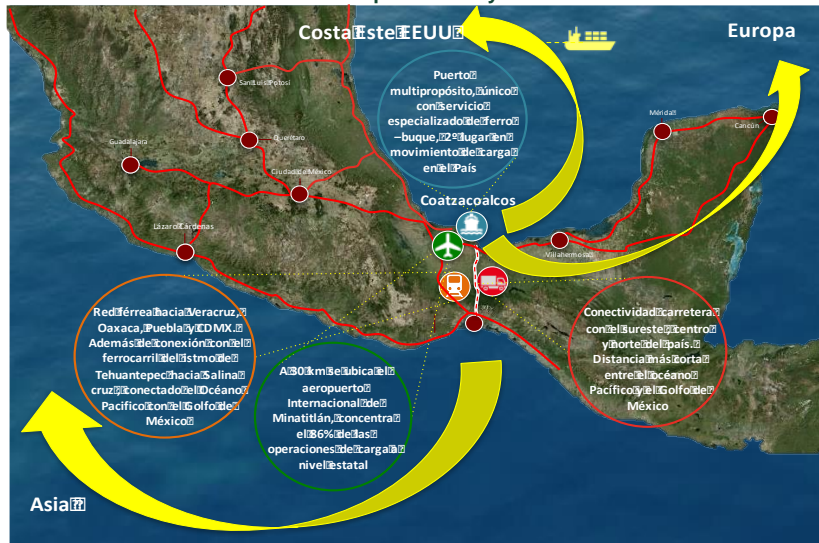 Costa Este EEUU
Europa
Puerto
multipropósito, único
con servicio
especializado de ferro
–buque, 2º lugar en
movimiento de carga
en el País
San Luis Potosí
Querétaro
Guadalajara
Ciudad de México
Lázaro Cárdenas
Coatzacoalcos
Mérida
Cancún
Villahermosa
Red férrea hacia Veracruz,
Oaxaca, Puebla y CDMX.
Además de conexión con el
ferrocarril del istmo de
Tehuantepec hacia Salina
cruz, conectado el Océano
Pacifico con el Golfo de
México
A 30 km se ubica el
aeropuerto
Internacional de
Minatitlán, concentra
el 86% de las
operaciones de carga a
nivel estatal
Conectividad carretera
con el sureste, centro
y norte del país.
Distancia más corta
entre el océano
Pacífico y el Golfo de
México
Asia